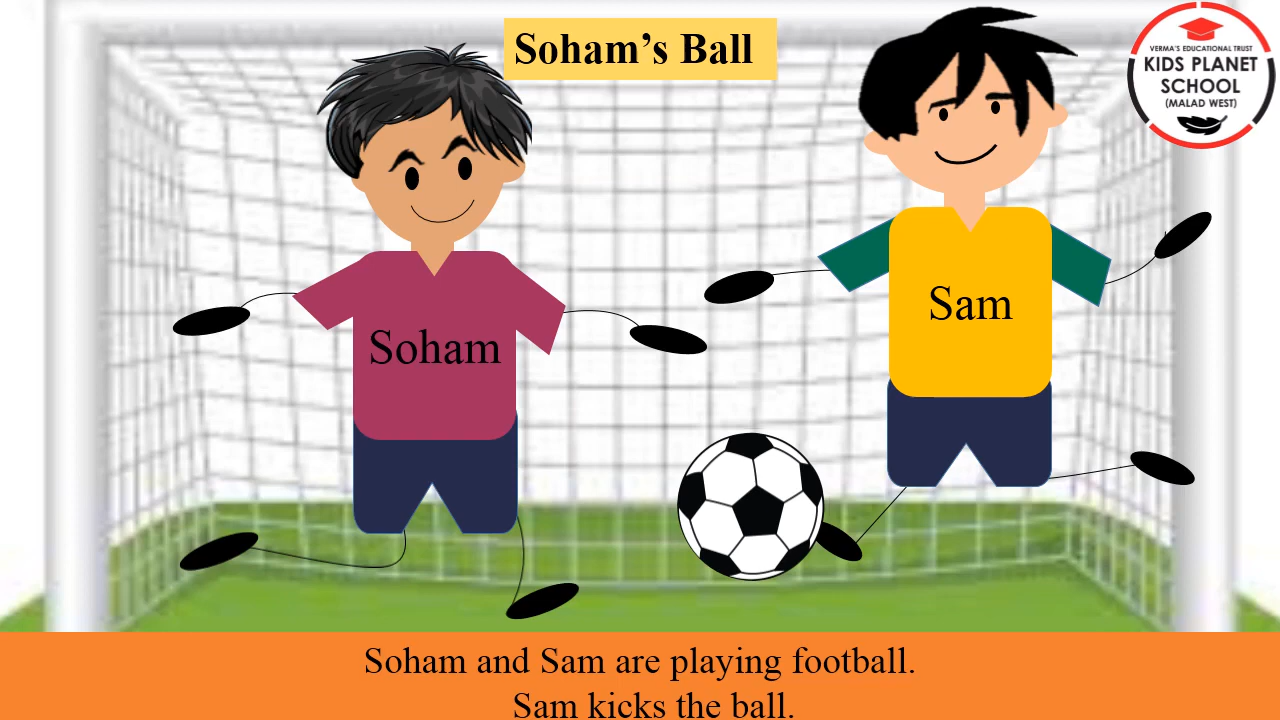 Soham's Ball
VERMA'S EDUCATIONAL TRUST
KIDS PLANET
SCHOOL
(MALAD WEST)
Soham
Sam
Soham and Sam are playing football.
Sam kicks the ball.